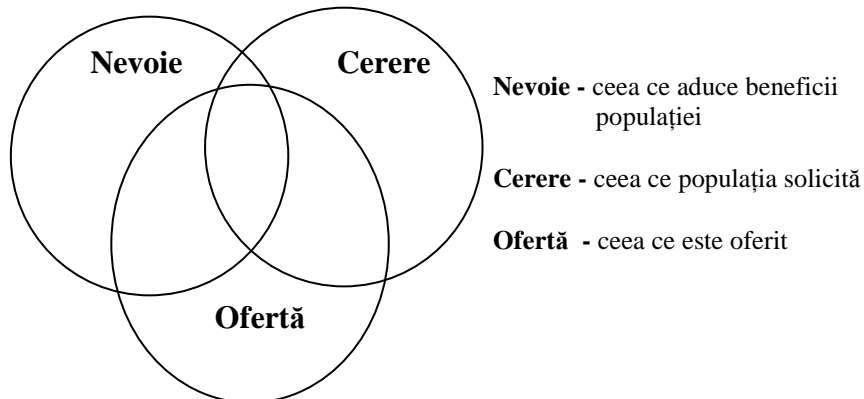 Nevoie
Cerere
Ofertă
Nevoie - ceea ce aduce beneficii
populației
Cerere - ceea ce populația solicită
Ofertă - ceea ce este oferit